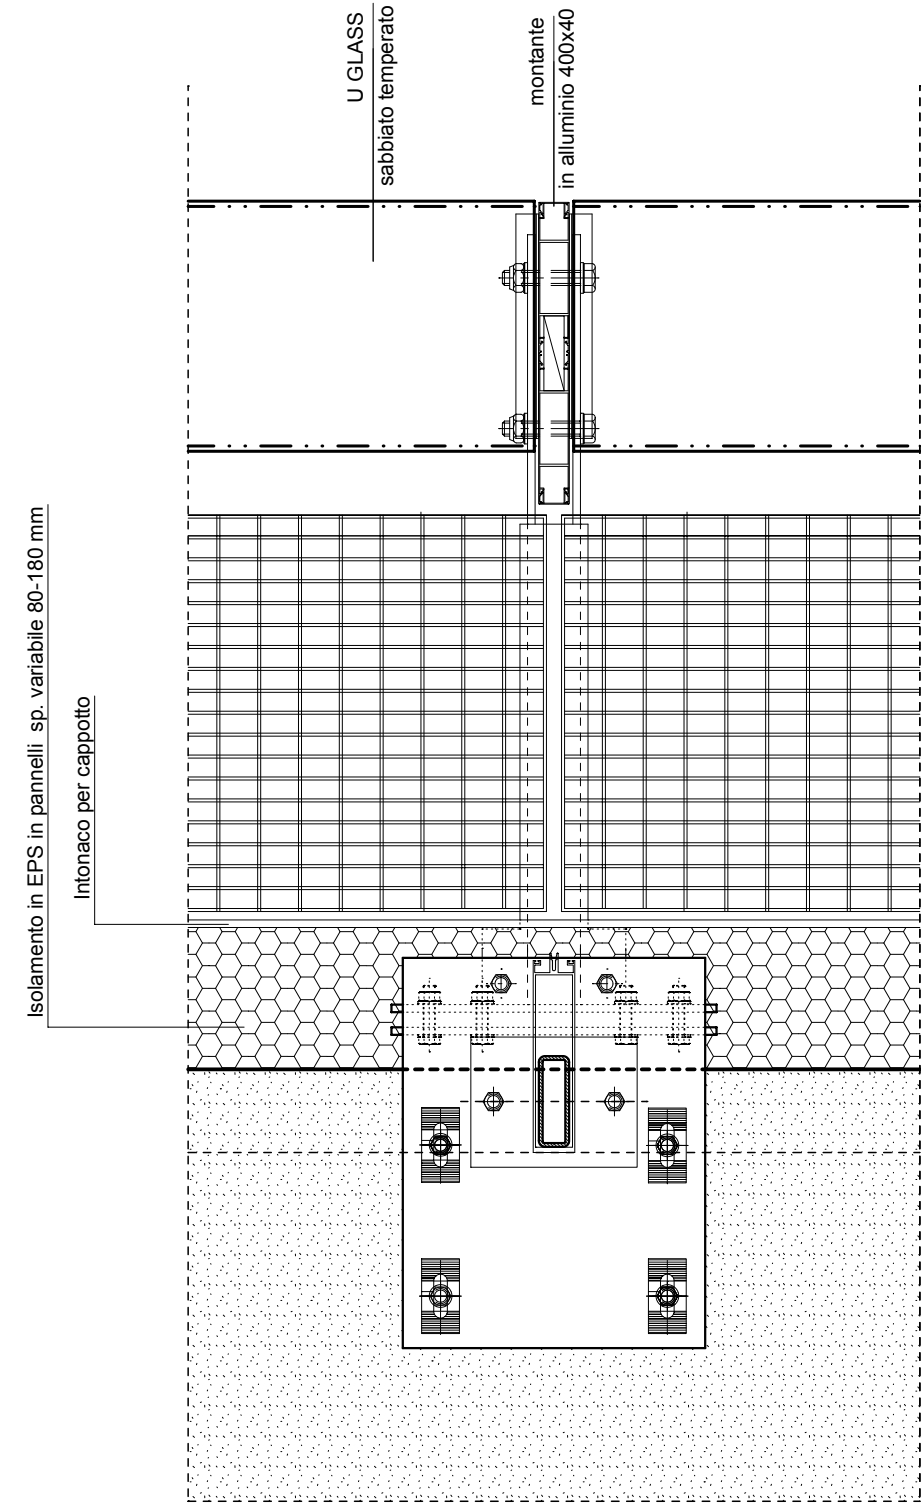 U GLASS
sabbiato temperato
montante
in alluminio 400x40
Isolamento in EPS in pannelli sp. variabile 80-180 mm
Intonaco per cappotto